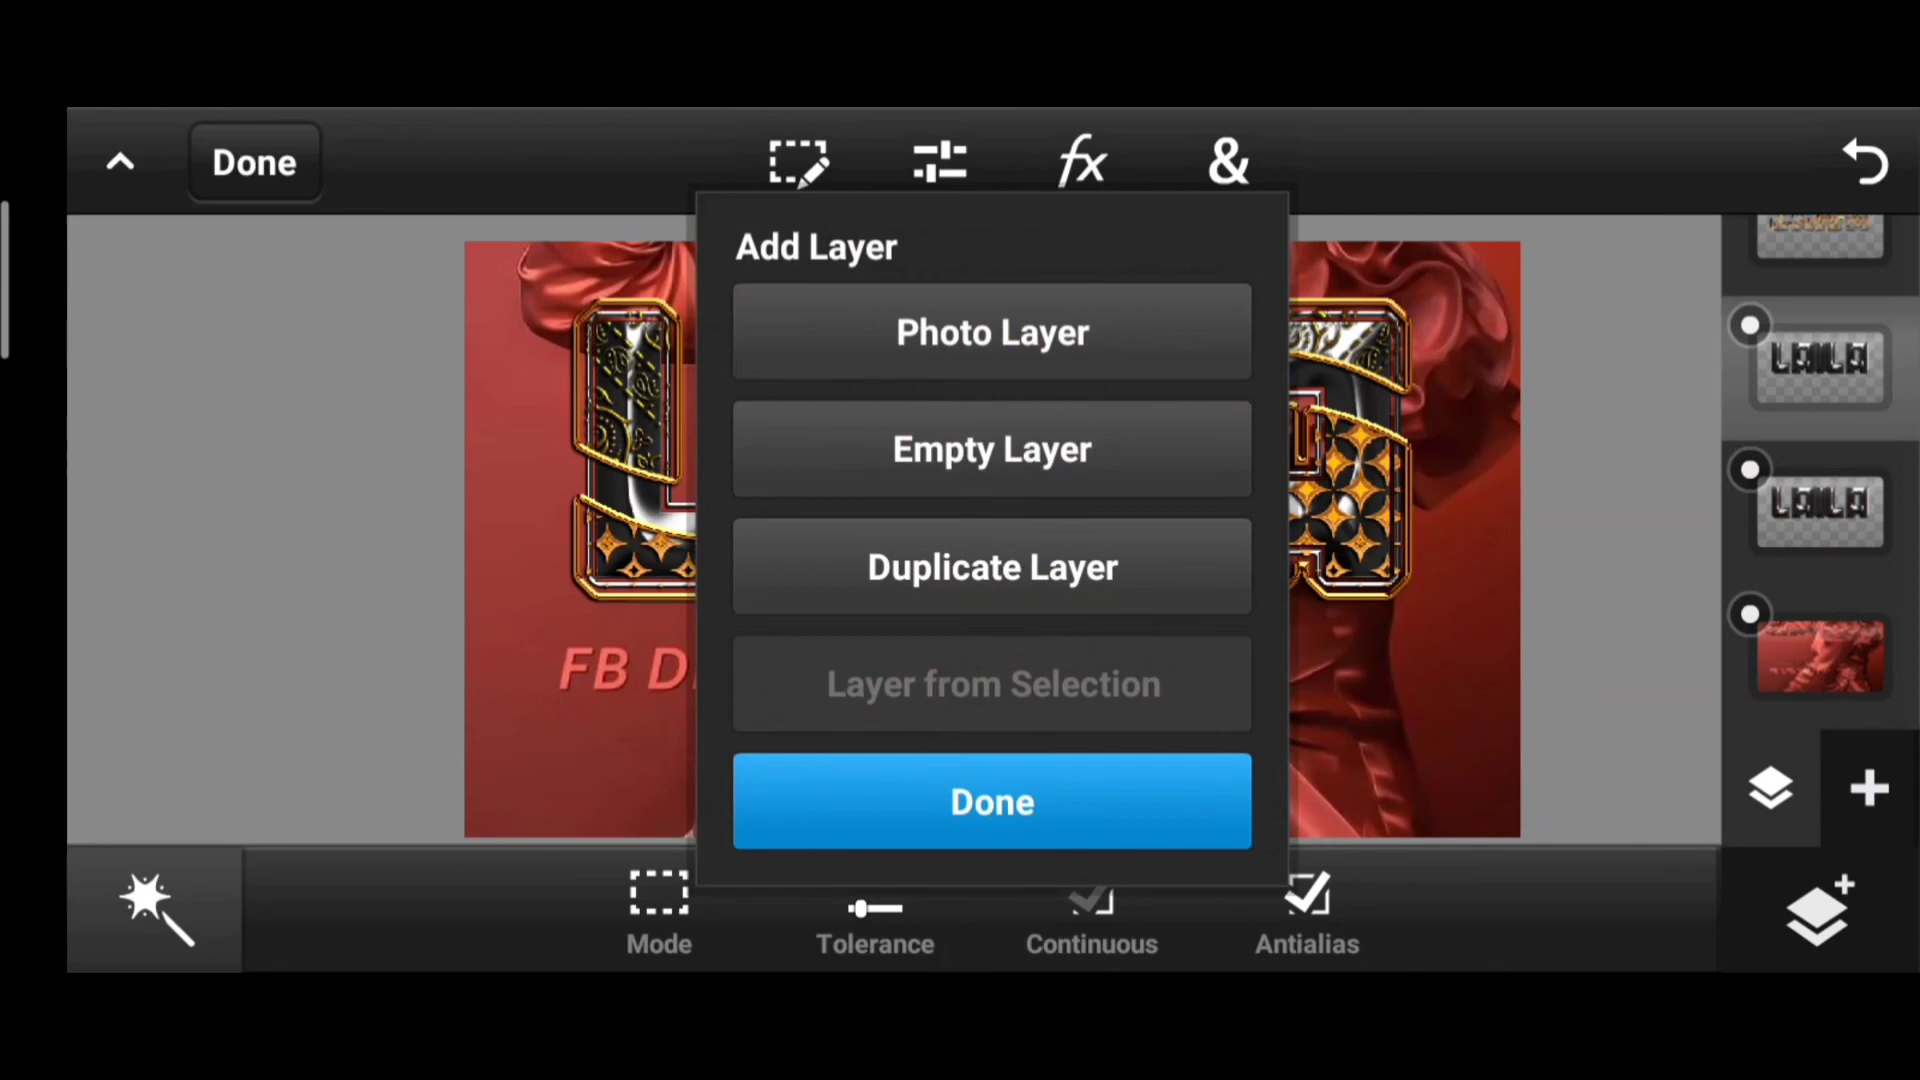 Done
fx
&
Add Layer
Photo Layer
Empty Layer
Duplicate Layer
Layer from Selection
Done
FB D
LAILA
LAILA
Mode
Tolerance
Continuous
Antialias